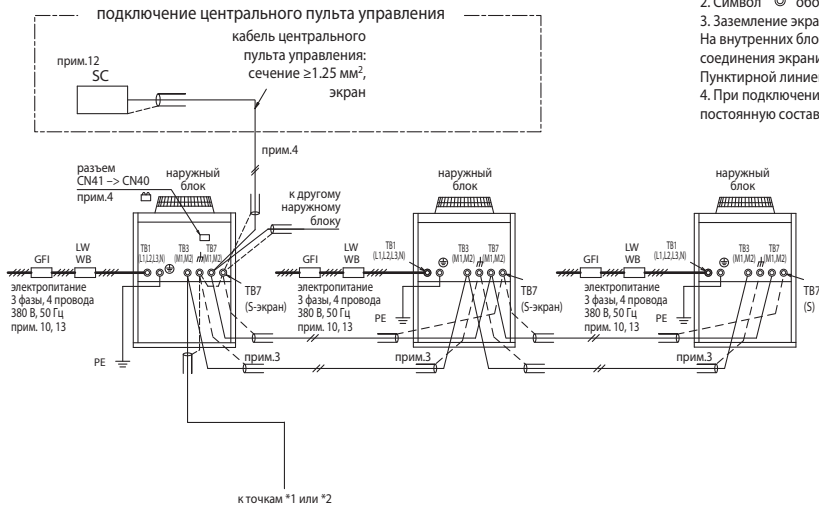 подключение центрального пульта управления
кабель центрального
пульта управления:
сечение ≥1.25 мм²,
экран
прим.12
SC
2. Символ "⊚" обо
3. Заземление экра
На внутренних бло
соединения экрани
Пунктирной линие
4. При подключени
постоянную состав
прим.4
разъем
CN41 –> CN40
прим.4
наружный
блок
к другому
наружному
блоку
наружный
блок
наружный
блок
GFI
LW
WB
TB1
(L1,L2,L3,N)
TB3
(M1,M2)
TB7
(M1,M2)
TB7
(S-экран)
электропитание
3 фазы, 4 провода
380 В, 50 Гц
прим. 10, 13
PE
GFI
LW
WB
TB1
(L1,L2,L3,N)
TB3
(M1,M2)
TB7
(M1,M2)
TB7
(S-экран)
электропитание
3 фазы, 4 провода
380 В, 50 Гц
прим. 10, 13
PE
GFI
LW
WB
TB1
(L1,L2,L3,N)
TB3
(M1,M2)
TB7
(M1,M2)
TB7
(S)
электропитание
3 фазы, 4 провода
380 В, 50 Гц
прим. 10, 13
PE
прим.3
прим.3
прим.3
к точкам *1 или *2